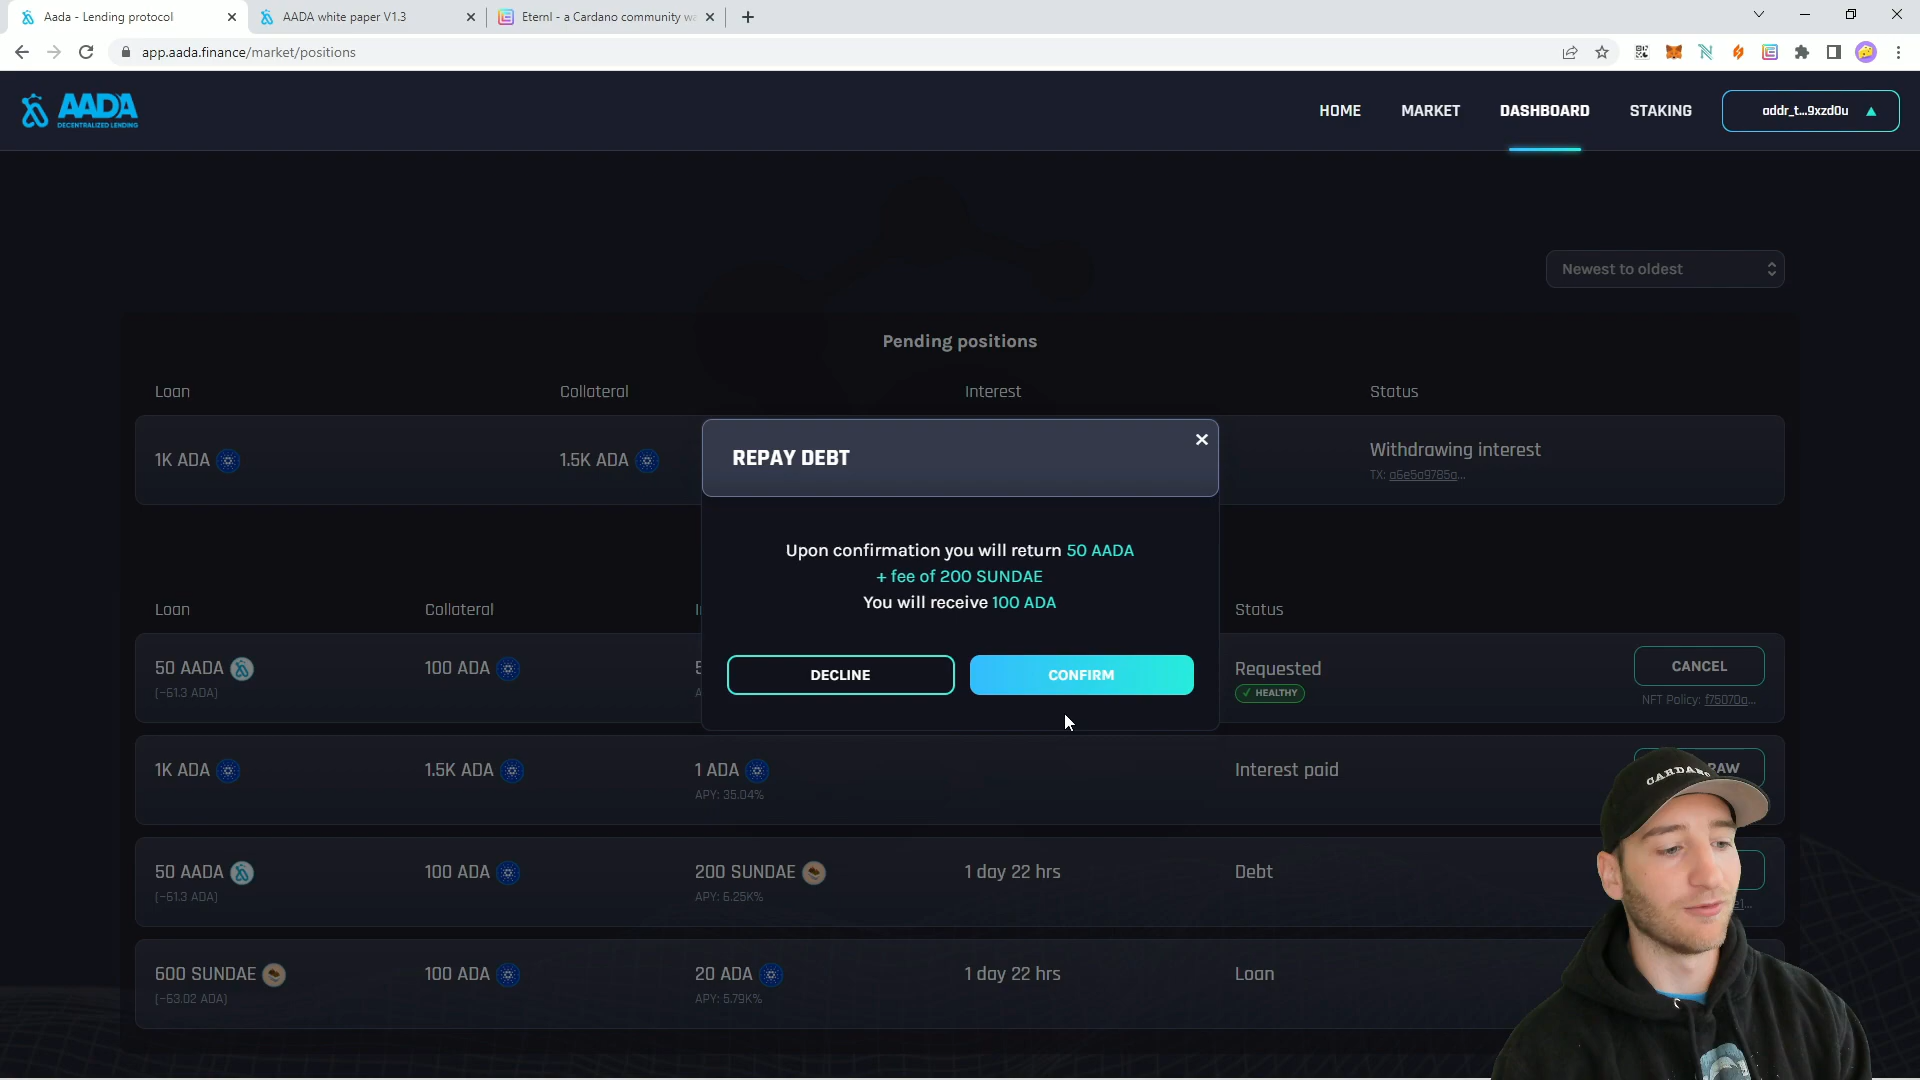 Aada - Lending protocol
AADA white paper V1.3
Eternl - a Cardano community wa
app.aada.finance/market/positions
AADA
DECENTRALIZED LENDING
HOME
MARKET
DASHBOARD
STAKING
addr_t...9xzd0u
Newest to oldest
Pending positions
Loan
Collateral
Interest
Status
1K ADA
1.5K ADA
Withdrawing interest
TX: a6e5a9785a...
REPAY DEBT
Upon confirmation you will return 50 AADA
+ fee of 200 SUNDAE
You will receive 100 ADA
DECLINE
CONFIRM
Loan
Collateral
Status
50 AADA
(~61.3 ADA)
100 ADA
Requested
✓ HEALTHY
CANCEL
NFT Policy: f75070a...
1K ADA
1.5K ADA
1 ADA
APY: 35.04%
Interest paid
50 AADA
(~61.3 ADA)
100 ADA
200 SUNDAE
APY: 6.25K%
1 day 22 hrs
Debt
600 SUNDAE
(~63.02 ADA)
100 ADA
20 ADA
APY: 5.79K%
1 day 22 hrs
Loan
CARDANO